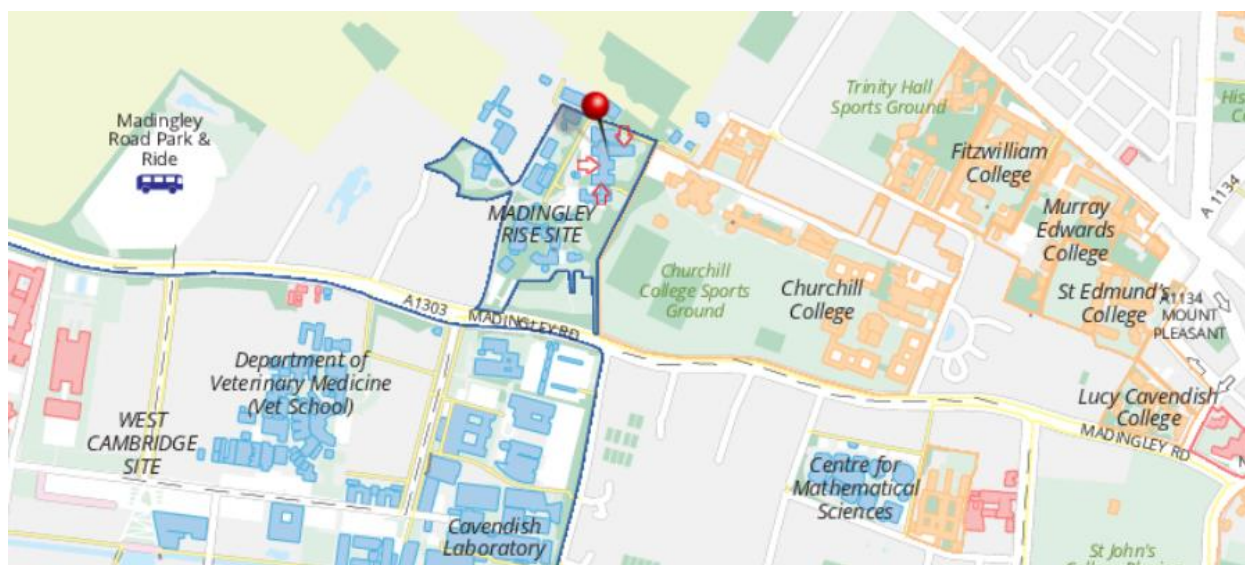 Madingley
Road Park &
Ride
MADINGLEY
RISE SITE
Trinity Hall
Sports Ground
Fitzwilliam
College
Murray
Edwards
College
St Edmund's
College
A 1134
A1134
MOUNT
PLEASANT
Churchill
College Sports
Ground
Churchill
College
A1303
MADINGLEY RD
Department of
Veterinary Medicine
(Vet School)
WEST
CAMBRIDGE
SITE
Cavendish
Laboratory
Centre for
Mathematical
Sciences
Lucy Cavendish
College
MADINGLEY RD
St John's